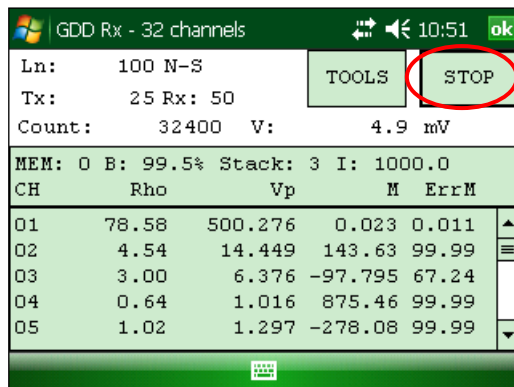 GDD Rx - 32 channels 10:51 ok
Ln: 100 N-S
TOOLS STOP
Tx: 25 Rx: 50
Count: 32400 V: 4.9 mV
MEM: 0 B: 99.5% Stack: 3 I: 1000.0
CH Rho Vp M ErrM
01 78.58 500.276 0.023 0.011
02 4.54 14.449 143.63 99.99
03 3.00 6.376 -97.795 67.24
04 0.64 1.016 875.46 99.99
05 1.02 1.297 -278.08 99.99